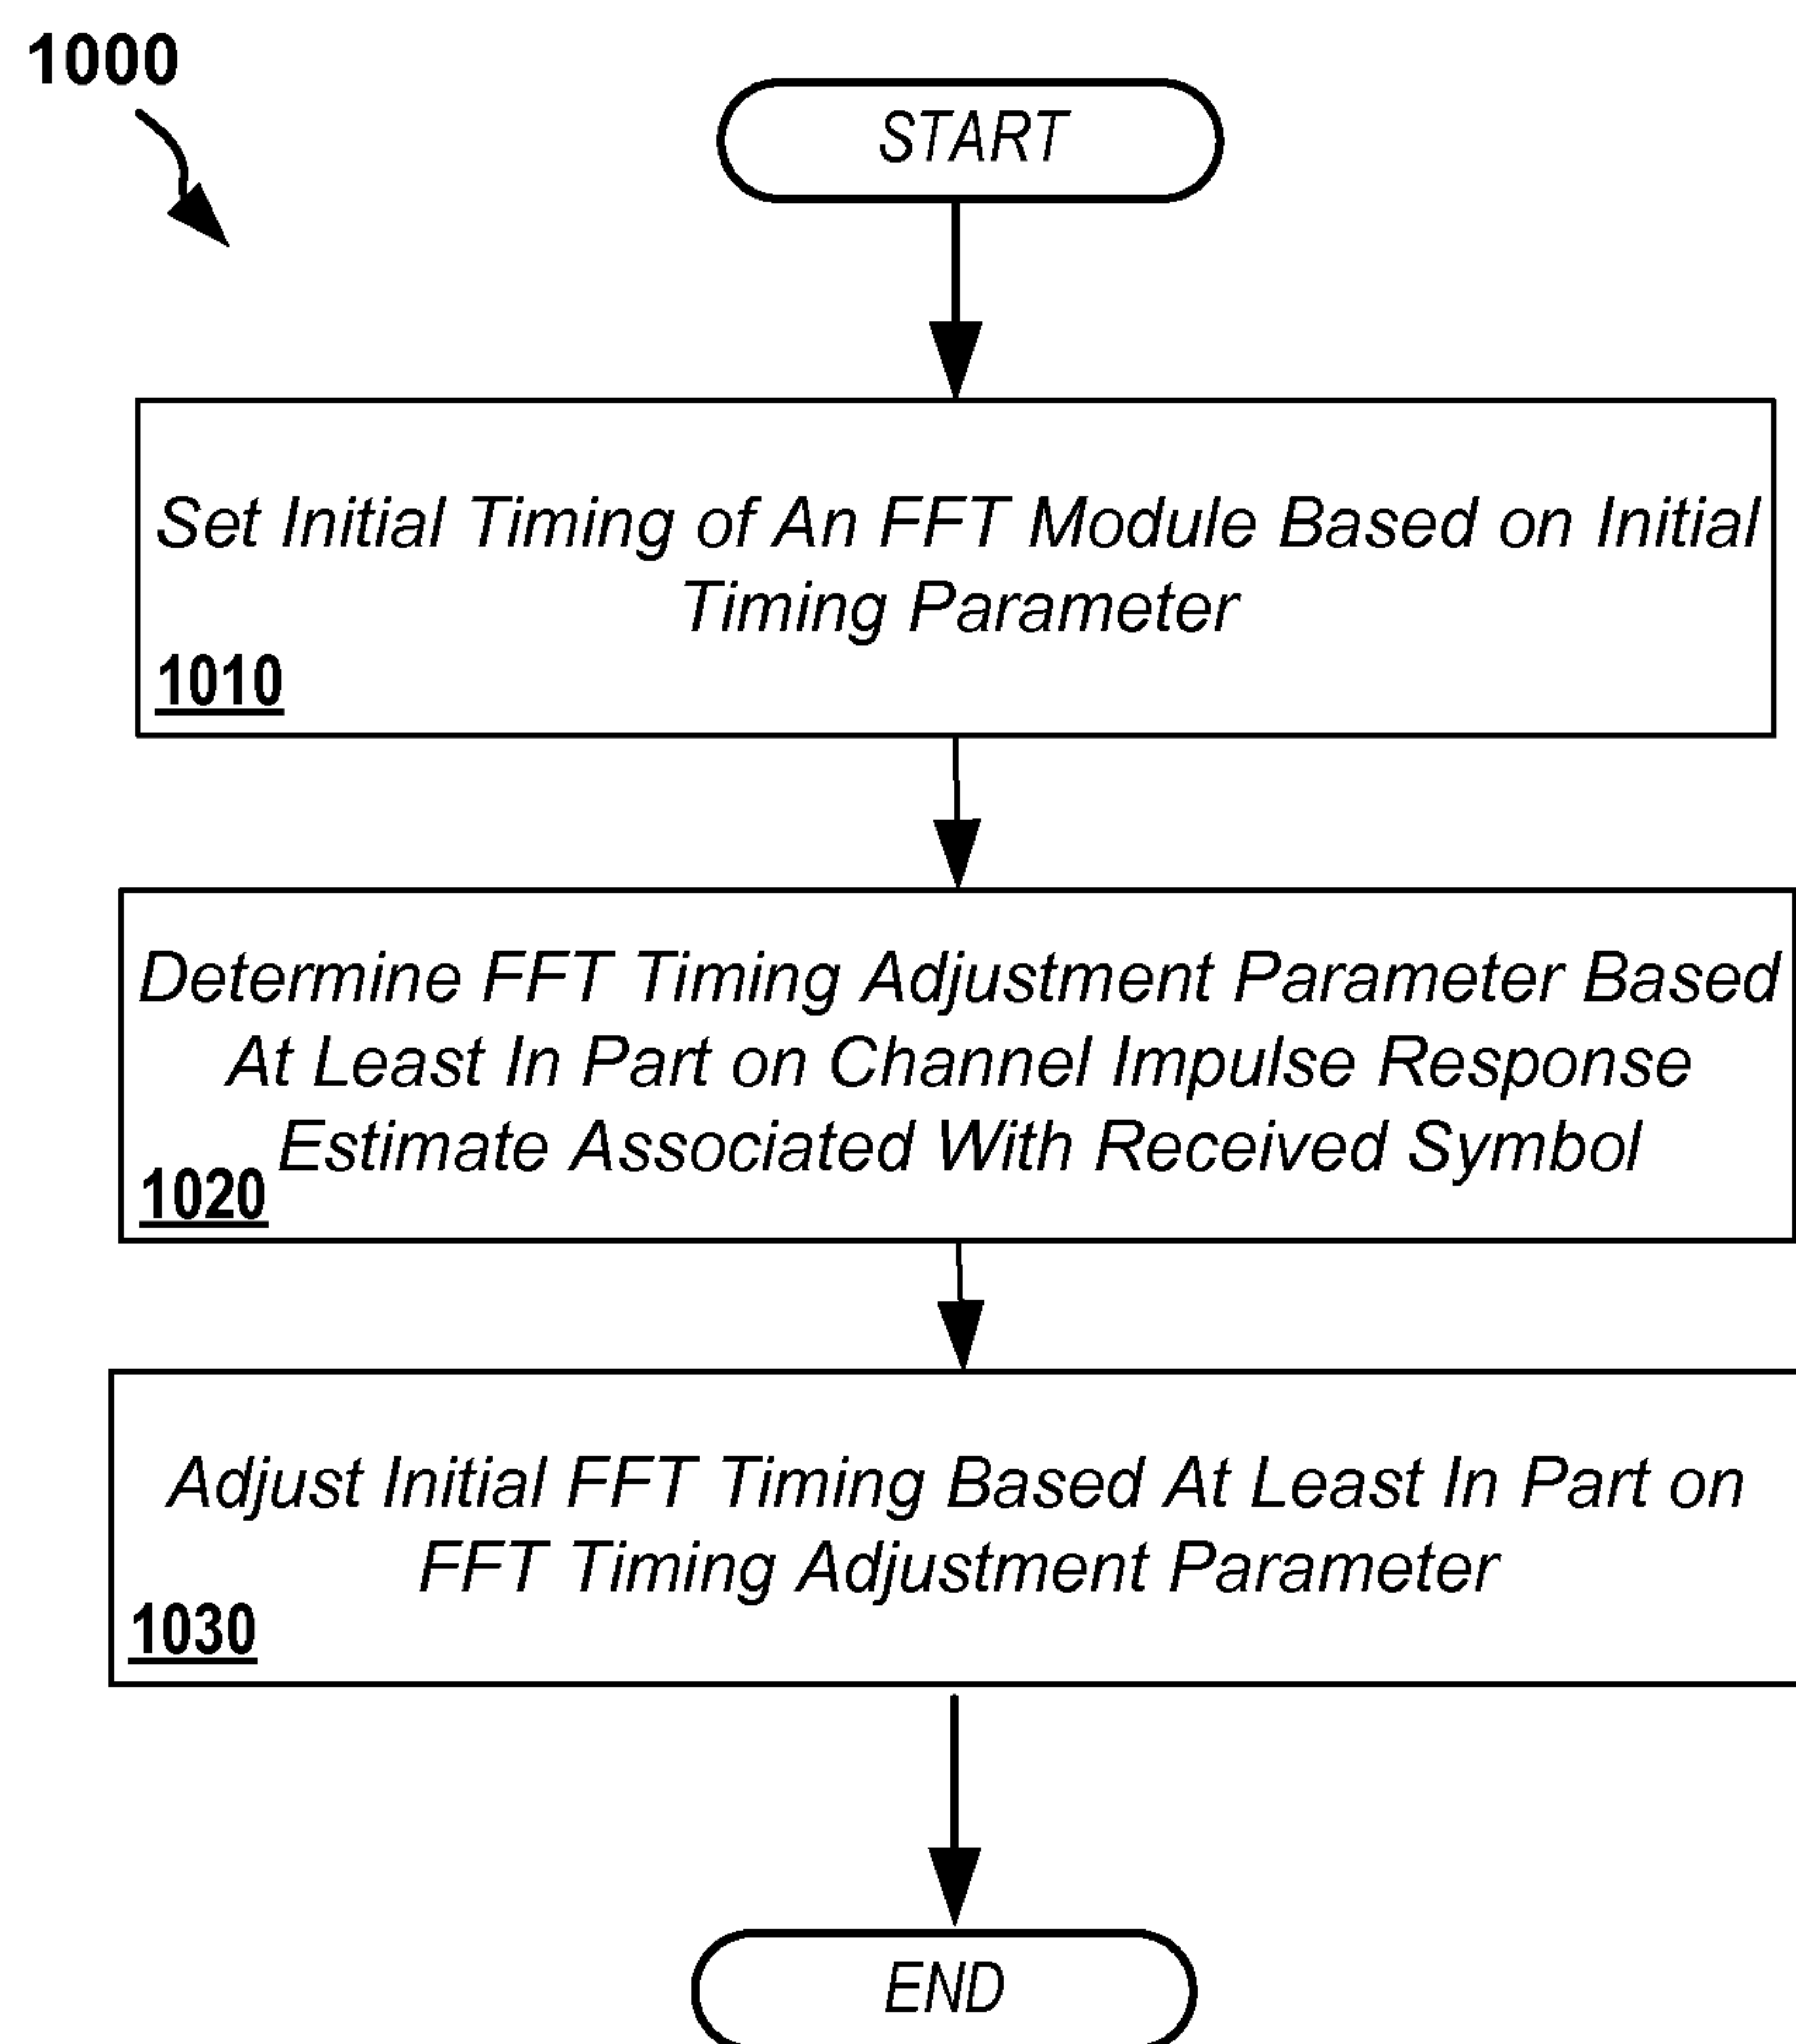 1000
START
Set Initial Timing of An FFT Module Based on Initial
Timing Parameter
1010
Determine FFT Timing Adjustment Parameter Based
At Least In Part on Channel Impulse Response
Estimate Associated With Received Symbol
1020
Adjust Initial FFT Timing Based At Least In Part on
FFT Timing Adjustment Parameter
1030
END